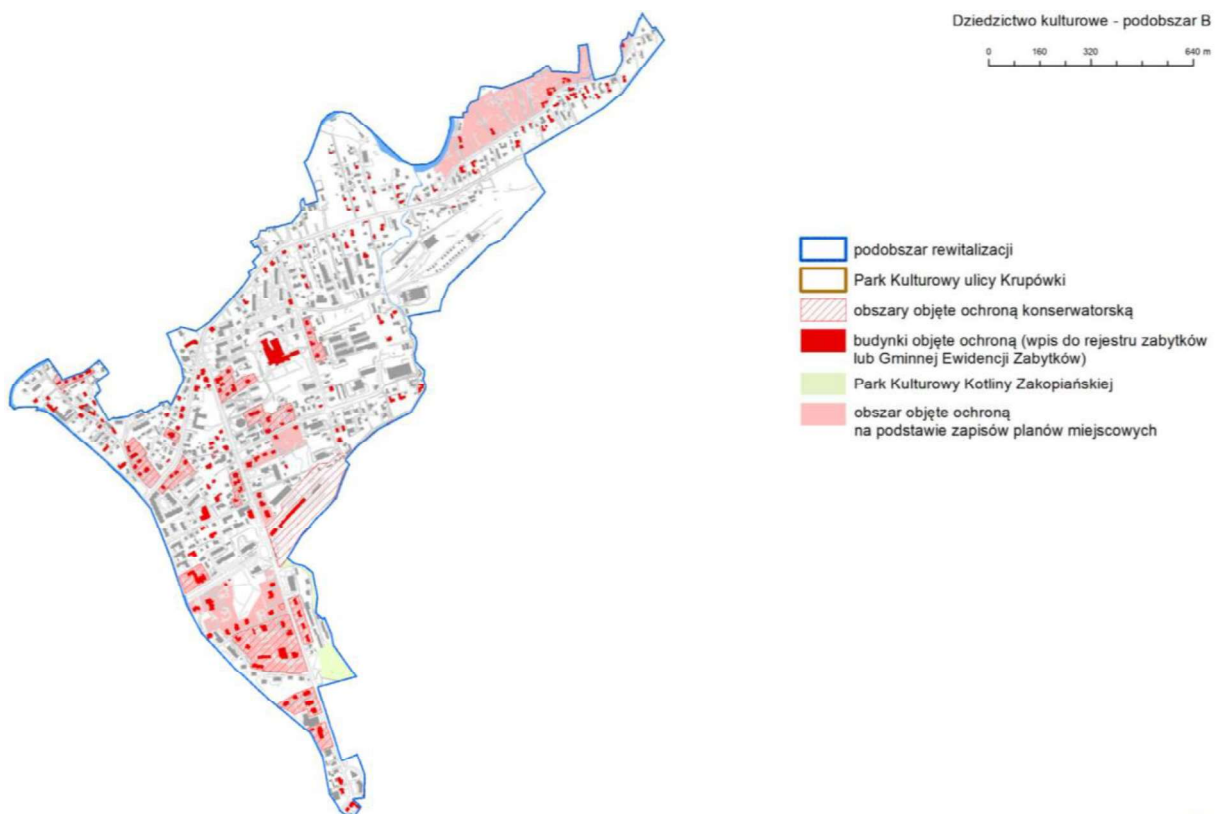 Dziedzictwo kulturowe - podobszar B
0 160 320 640 m
podobszar rewitalizacji
Park Kulturowy ulicy Krupówki
obszary objęte ochroną konserwatorską
budynki objęte ochroną (wpis do rejestru zabytków
lub Gminnej Ewidencji Zabytków)
Park Kulturowy Kotliny Zakopiańskiej
obszar objęte ochroną
na podstawie zapisów planów miejscowych